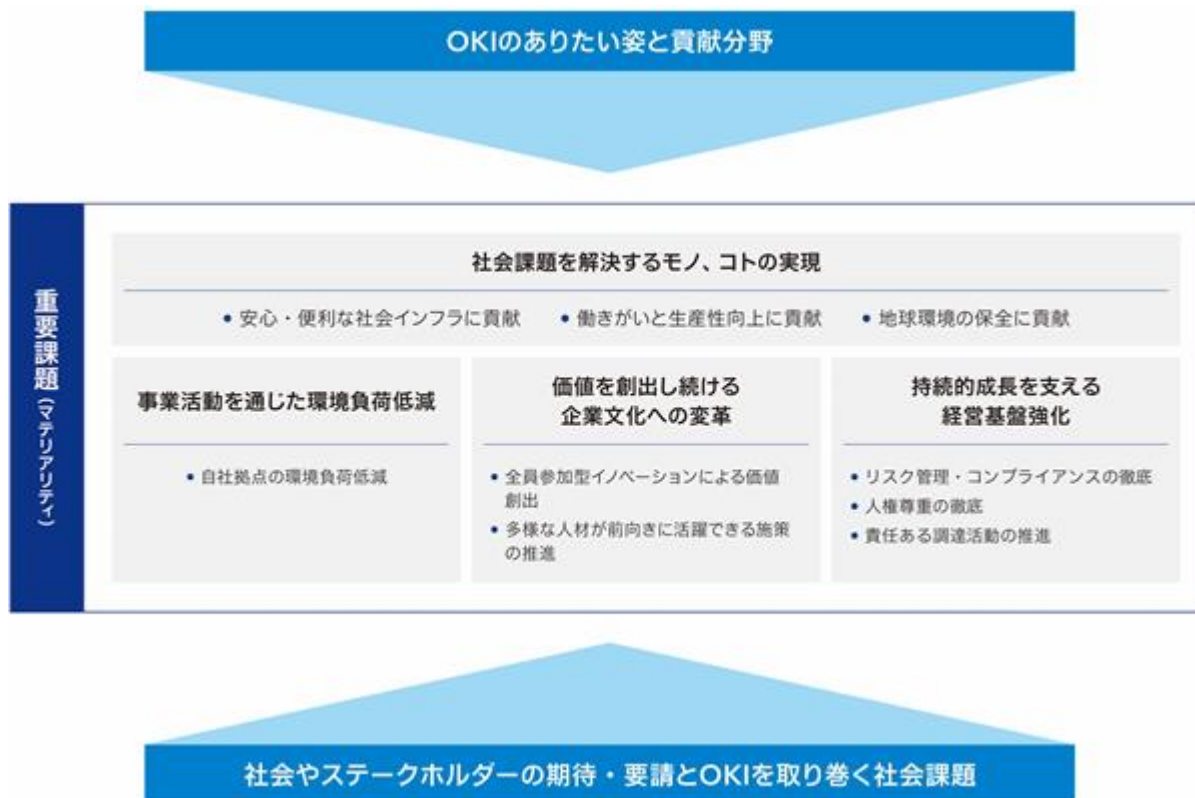 OKIのありたい姿と貢献分野
重要課題（マテリアリティ）
社会課題を解決するモノ、コトの実現
• 安心・便利な社会インフラに貢献
• 働きがいと生産性向上に貢献
• 地球環境の保全に貢献
事業活動を通じた環境負荷低減
• 自社拠点の環境負荷低減
価値を創出し続ける
企業文化への変革
• 全員参加型イノベーションによる価値
創出
• 多様な人材が前向きに活躍できる施策
の推進
持続的成長を支える
経営基盤強化
• リスク管理・コンプライアンスの徹底
• 人権尊重の徹底
• 責任ある調達活動の推進
社会やステークホルダーの期待・要請とOKIを取り巻く社会課題